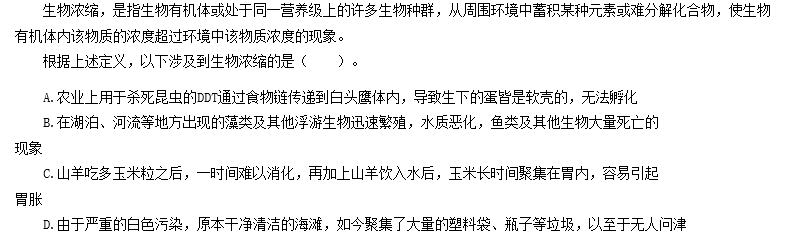 生物浓缩，是指生物有机体或处于同一营养级上的许多生物种群，从周围环境中蓄积某种元素或难分解化合物，使生物
有机体内该物质的浓度超过环境中该物质浓度的现象。
根据上述定义，以下涉及到生物浓缩的是（　　）。
A.农业上用于杀死昆虫的DDT通过食物链传递到白头鹰体内，导致生下的蛋皆是软壳的，无法孵化
B.在湖泊、河流等地方出现的藻类及其他浮游生物迅速繁殖，水质恶化，鱼类及其他生物大量死亡的
现象
C.山羊吃多玉米粒之后，一时间难以消化，再加上山羊饮入水后，玉米长时间聚集在胃内，容易引起
胃胀
D.由于严重的白色污染，原本干净清洁的海滩，如今聚集了大量的塑料袋、瓶子等垃圾，以至于无人问津